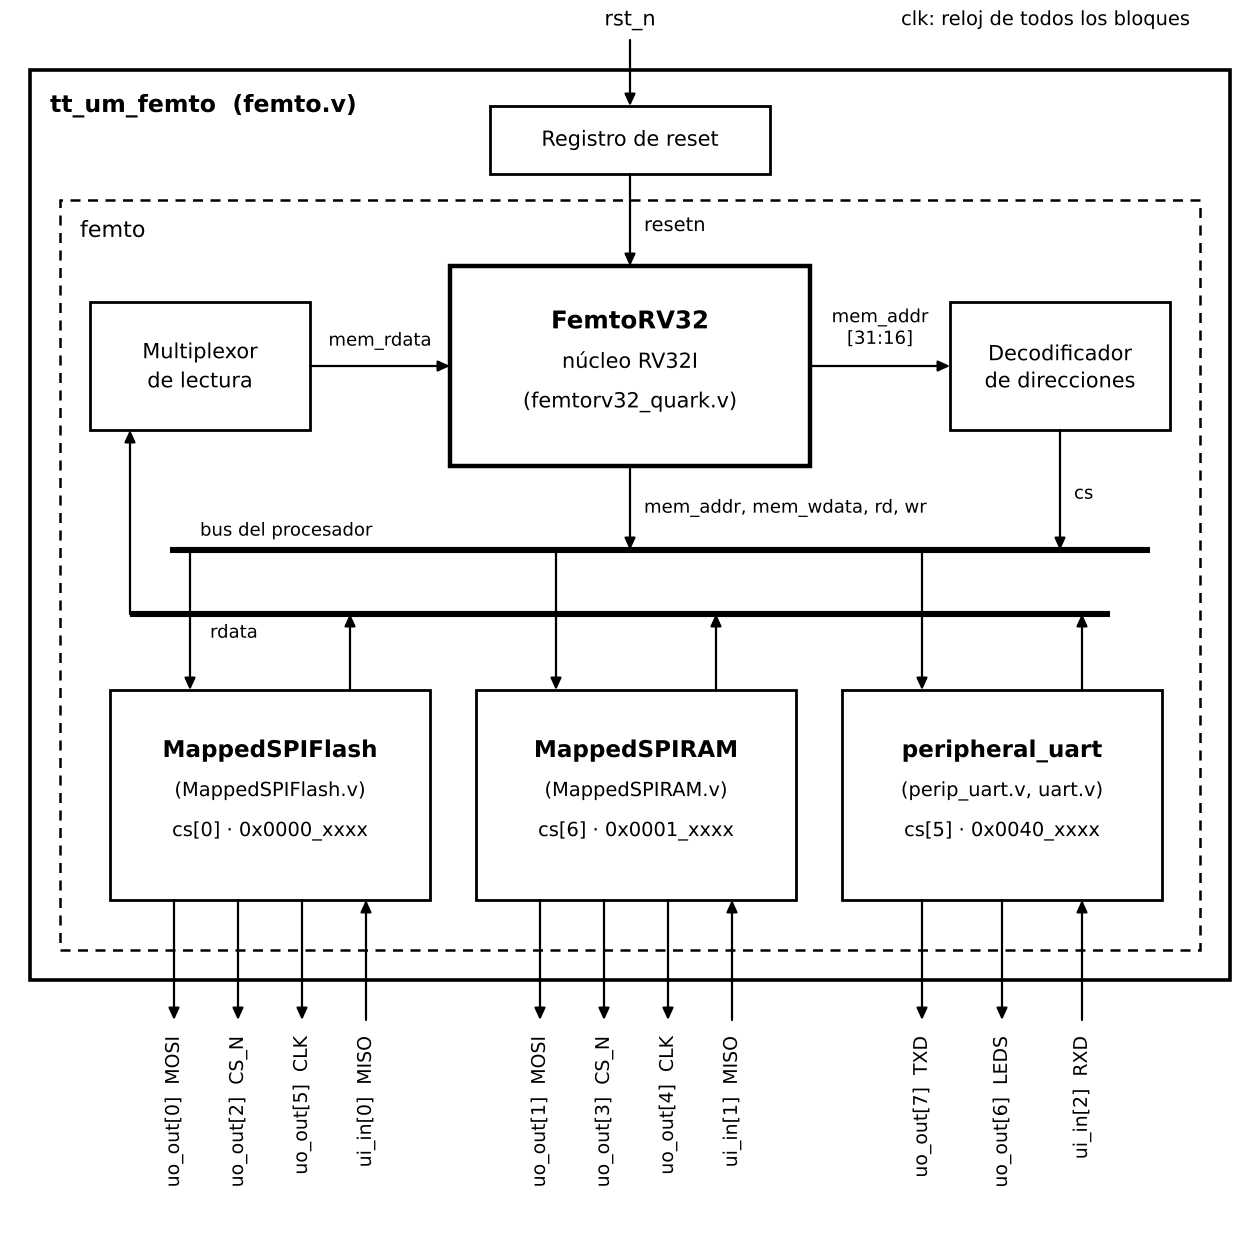 rst_n
clk: reloj de todos los bloques
tt_um_femto  (femto.v)
Registro de reset
femto
resetn
Multiplexor
de lectura
mem_rdata
FemtoRV32
núcleo RV32I
(femtorv32_quark.v)
mem_addr
[31:16]
Decodificador
de direcciones
bus del procesador
mem_addr, mem_wdata, rd, wr
cs
rdata
MappedSPIFlash
(MappedSPIFlash.v)
cs[0] · 0x0000_xxxx
MappedSPIRAM
(MappedSPIRAM.v)
cs[6] · 0x0001_xxxx
peripheral_uart
(perip_uart.v, uart.v)
cs[5] · 0x0040_xxxx
uo_out[0]  MOSI
uo_out[2]  CS_N
uo_out[5]  CLK
ui_in[0]  MISO
uo_out[1]  MOSI
uo_out[3]  CS_N
uo_out[4]  CLK
ui_in[1]  MISO
uo_out[7]  TXD
uo_out[6]  LEDS
ui_in[2]  RXD